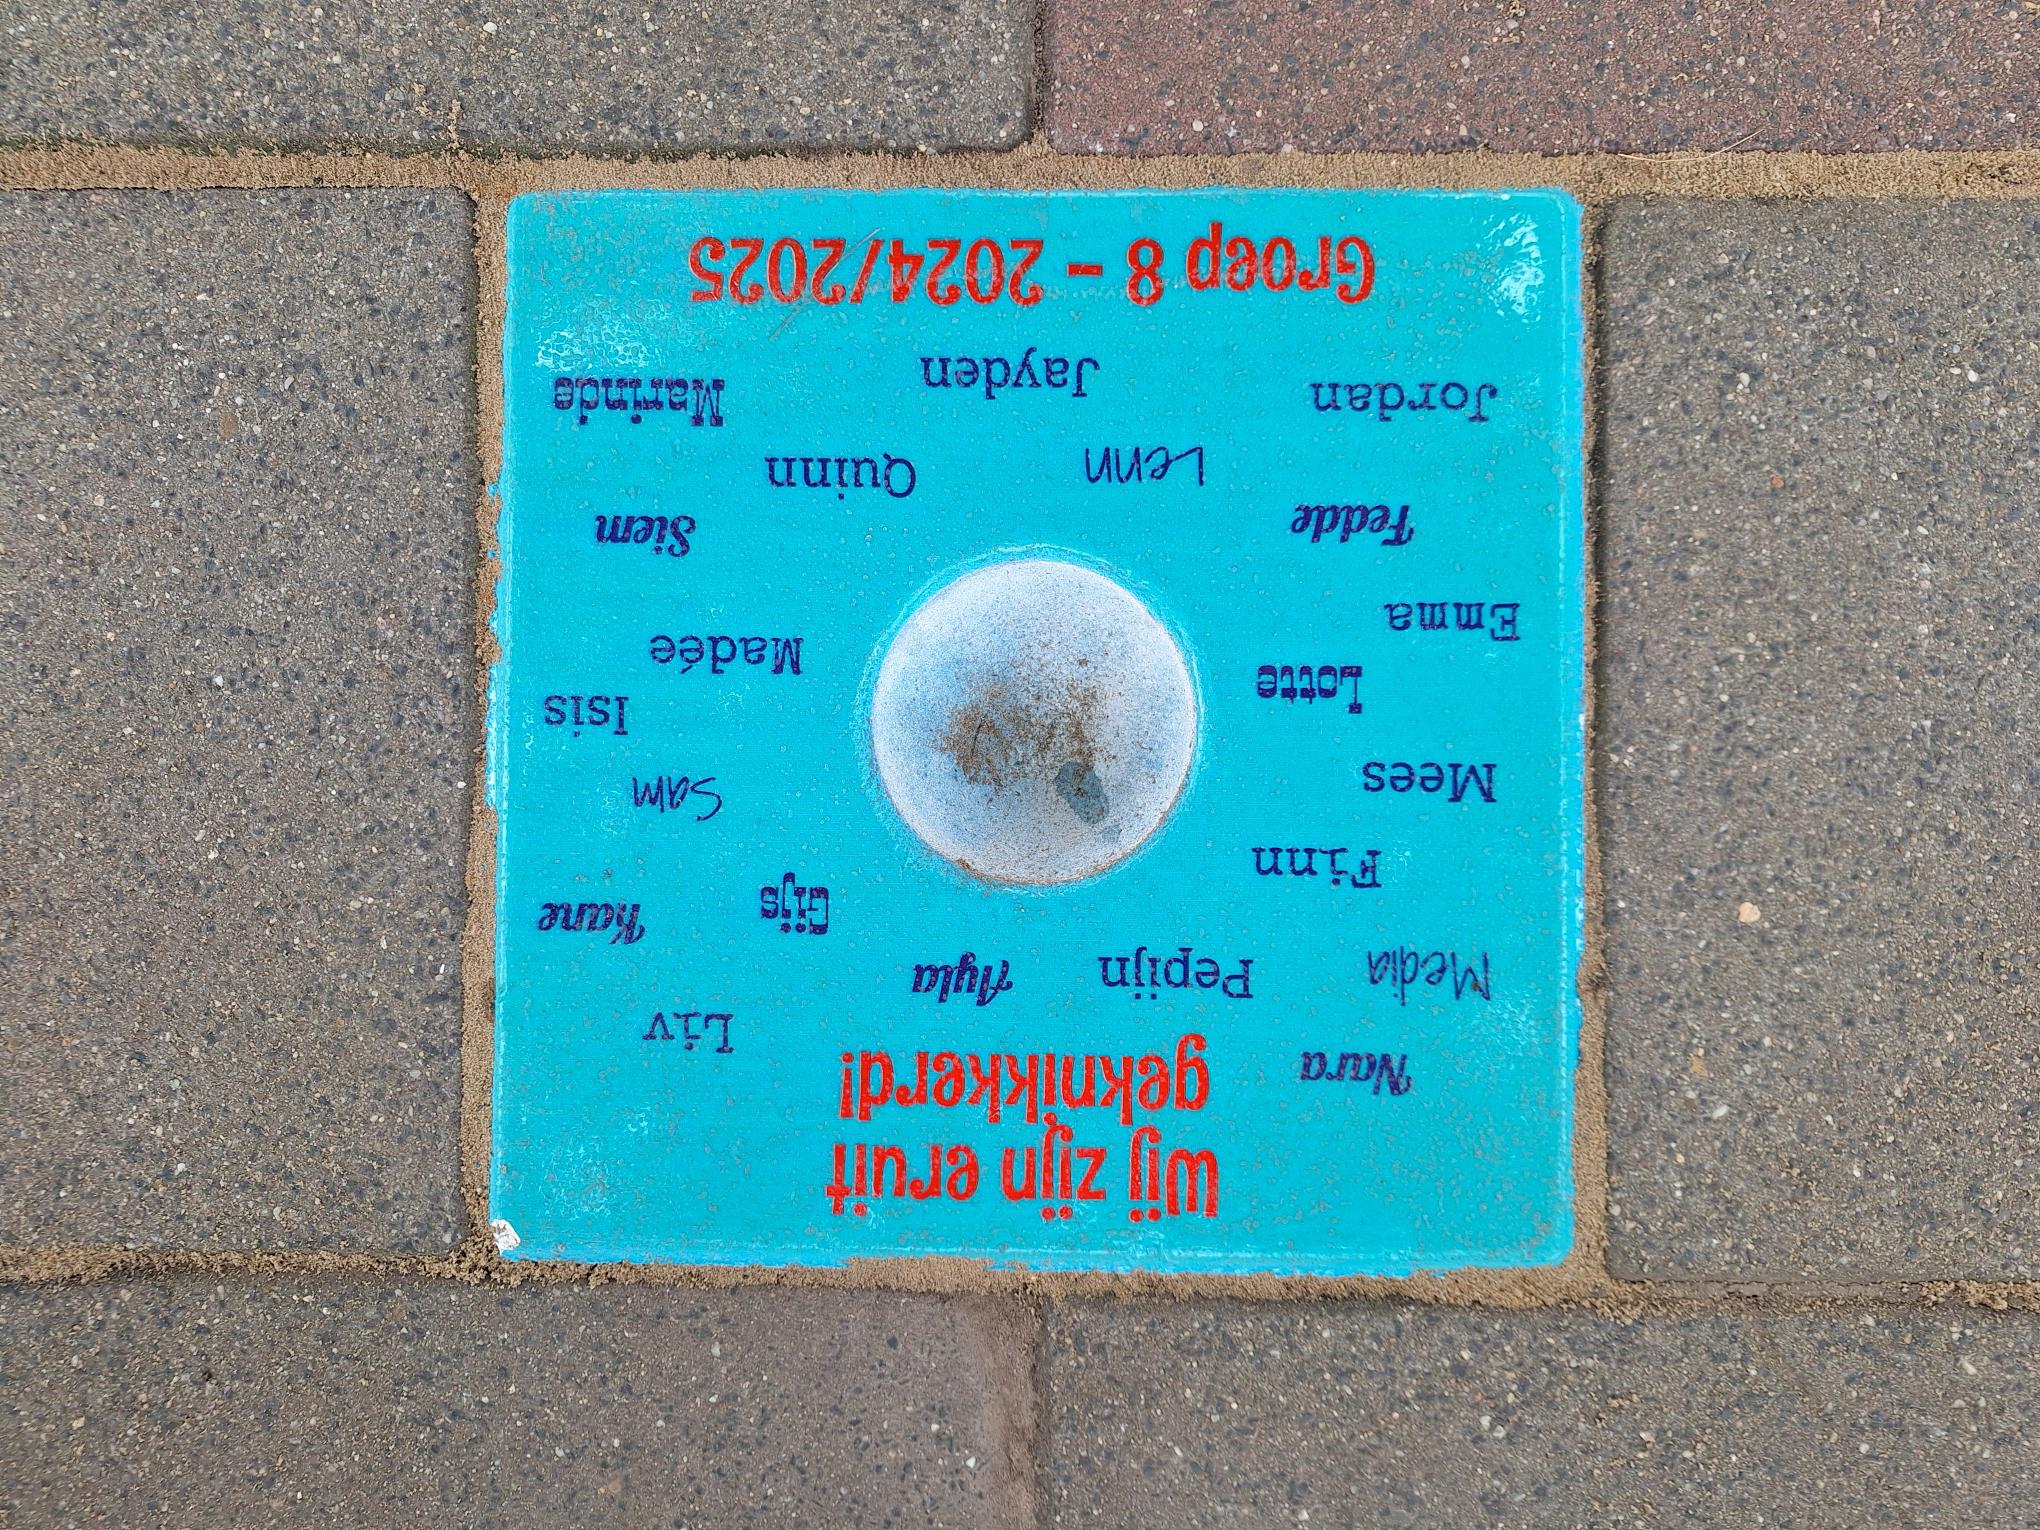 Wij zijn eruit
geknikkerd!
Nara
Liv
Media
Pepijn
Ayla
Gijs
Kane
Finn
Mees
Sam
Lotte
Isis
Emma
Madée
Fedde
Siem
Lenn
Quinn
Jordan
Jayden
Marinde
Groep 8 - 2024/2025